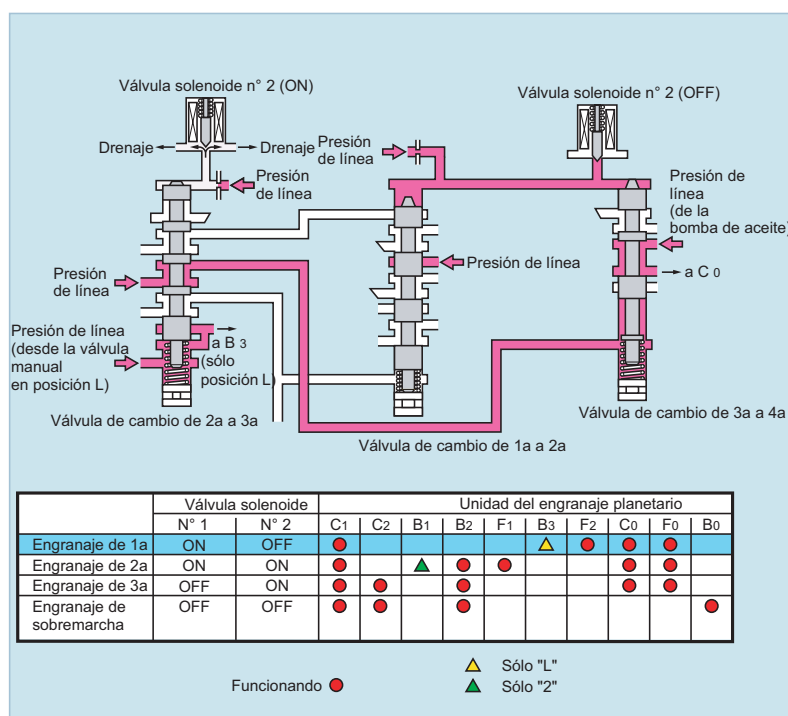 Válvula solenoide n° 2 (ON)
Válvula solenoide n° 2 (OFF)
Drenaje
Drenaje
Presión
de línea
Presión
de línea
Presión de
línea
(de la
bomba de aceite)
Presión
de línea
Presión de línea
a C0
Presión de línea
(desde la válvula
manual
en posición L)
a B3
(sólo
posición L)
Válvula de cambio de 2a a 3a
Válvula de cambio de 1a a 2a
Válvula de cambio de 3a a 4a
Válvula solenoide Unidad del engranaje planetario
N° 1 N° 2 C1 C2 B1 B2 F1 B3 F2 C0 F0 B0
Engranaje de 1a ON OFF
Engranaje de 2a ON ON
Engranaje de 3a OFF ON
Engranaje de
sobremarcha OFF OFF
Funcionando
Sólo "L"
Sólo "2"